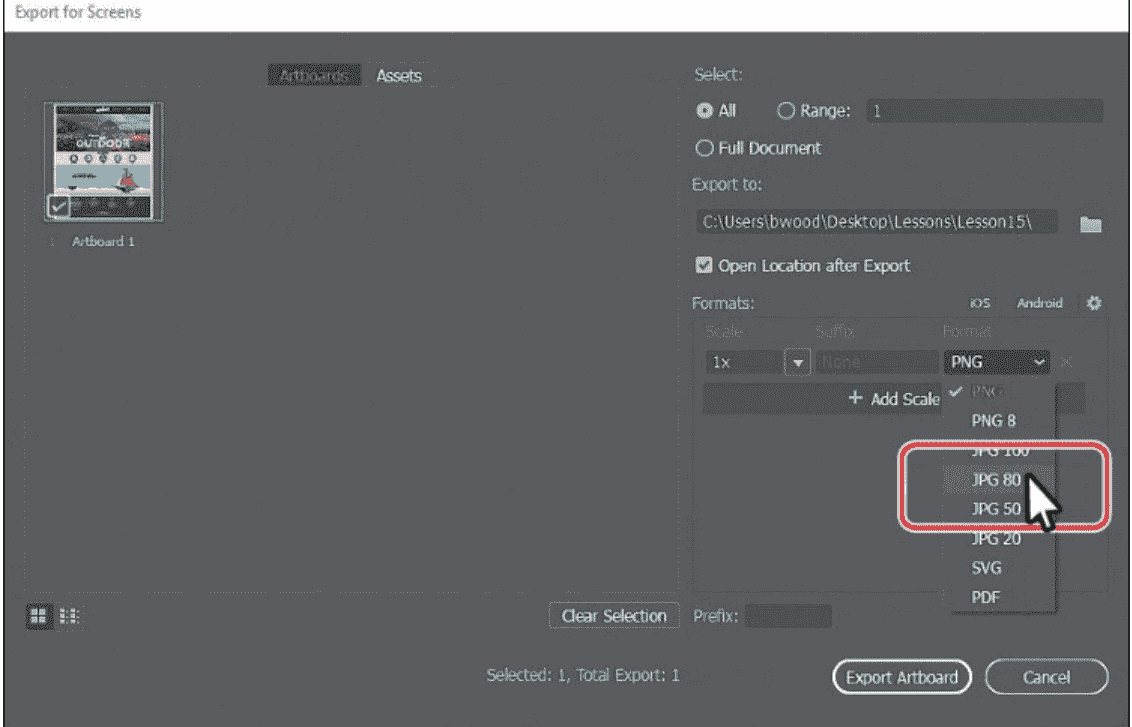 Export for Screens
Artboards Assets
OUTDOOR
1 Artboard 1
Select:
All Range: 1
Full Document
Export to:
C:\Users\bwood\Desktop\Lessons\Lesson15\
Open Location after Export
Formats: iOS Android
Scale Suffix Format
1x None PNG
+ Add Scale
PNG
PNG 8
JPG 100
JPG 80
JPG 50
JPG 20
SVG
PDF
Clear Selection Prefix:
Selected: 1, Total Export: 1
Export Artboard Cancel